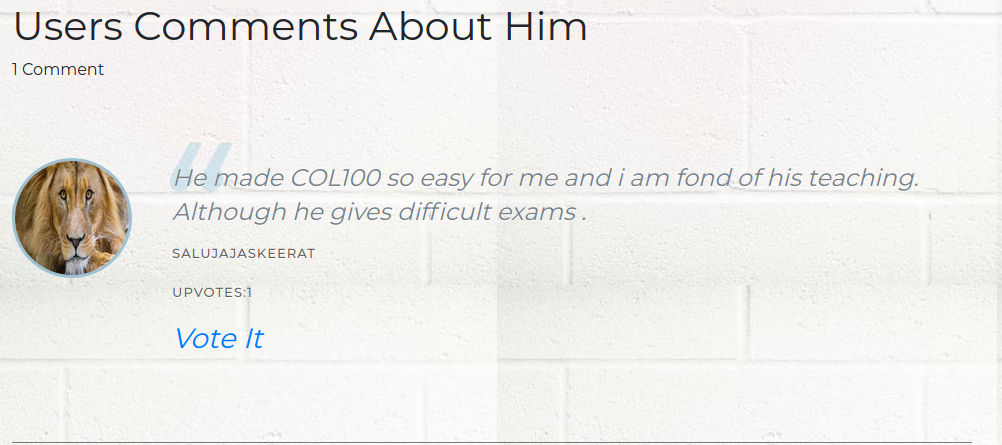 Users Comments About Him
1 Comment
“
He made COL100 so easy for me and i am fond of his teaching.
Although he gives difficult exams .
SALUJAJASKEERAT
UPVOTES:1
Vote It